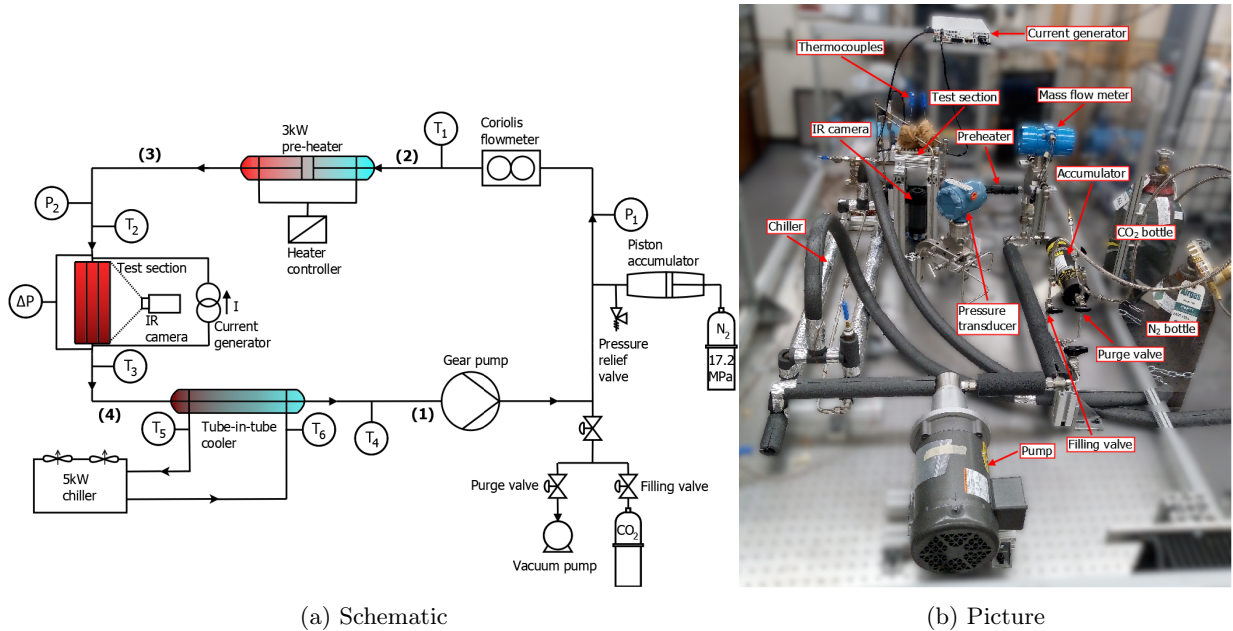 3kW
pre-heater
Coriolis
flowmeter
T1
(3)
(2)
P2
T2
Heater
controller
P1
Piston
accumulator
Test section
ΔP
IR
camera
I
Current
generator
N2
17.2
MPa
Pressure
relief
valve
T3
Gear pump
(4)
(1)
T5
Tube-in-tube
cooler
T6
T4
5kW
chiller
Purge valve
Filling valve
CO2
Vacuum pump
(a) Schematic
Current generator
Thermocouples
Test section
Mass flow meter
IR camera
Preheater
Accumulator
CO2 bottle
Chiller
Airgas
Pressure
transducer
N2 bottle
Purge valve
Filling valve
Pump
(b) Picture